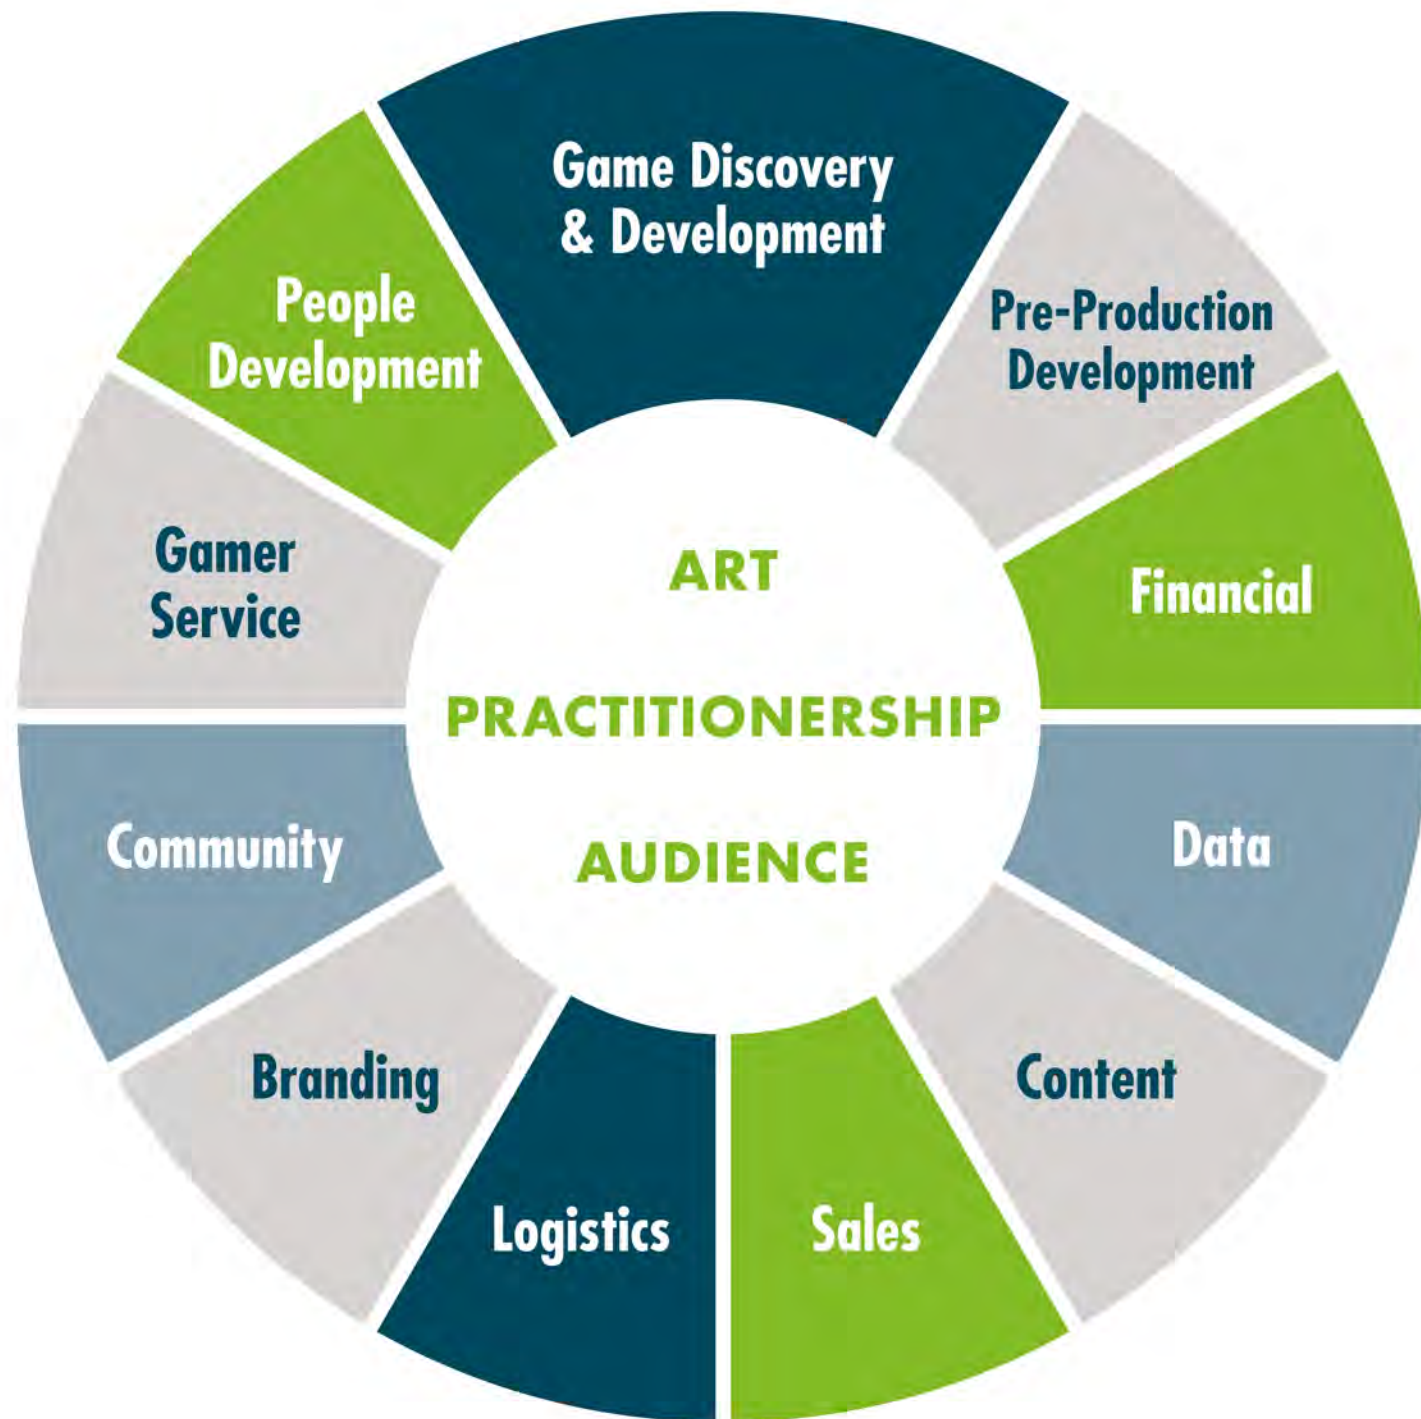 Game Discovery
& Development
Pre-Production
Development
Financial
Data
Content
Sales
Logistics
Branding
Community
Gamer
Service
People
Development
ART
PRACTITIONERSHIP
AUDIENCE